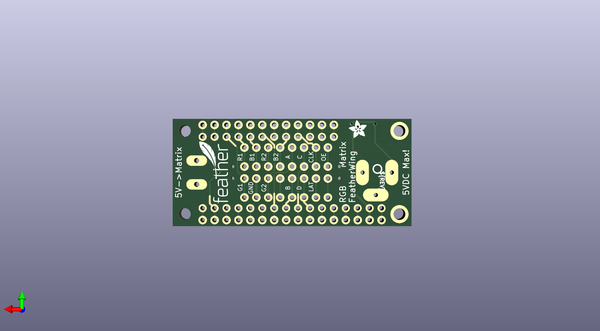 5V->Matrix
feather
R1
B1
R2
B2
A
C
CLK
OE
G1
GND
G2
B
D
LAT
RGB Matrix
FeatherWing
5VDC Max!